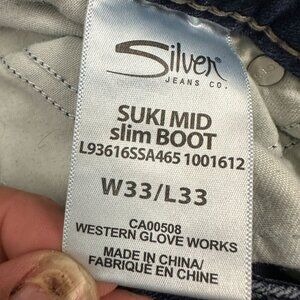 Silver
JEANS CO.
SUKI MID
slim BOOT
L93616SSA465 1001612
W33/L33
CA00508
WESTERN GLOVE WORKS
MADE IN CHINA/
FABRIQUÉ EN CHINE